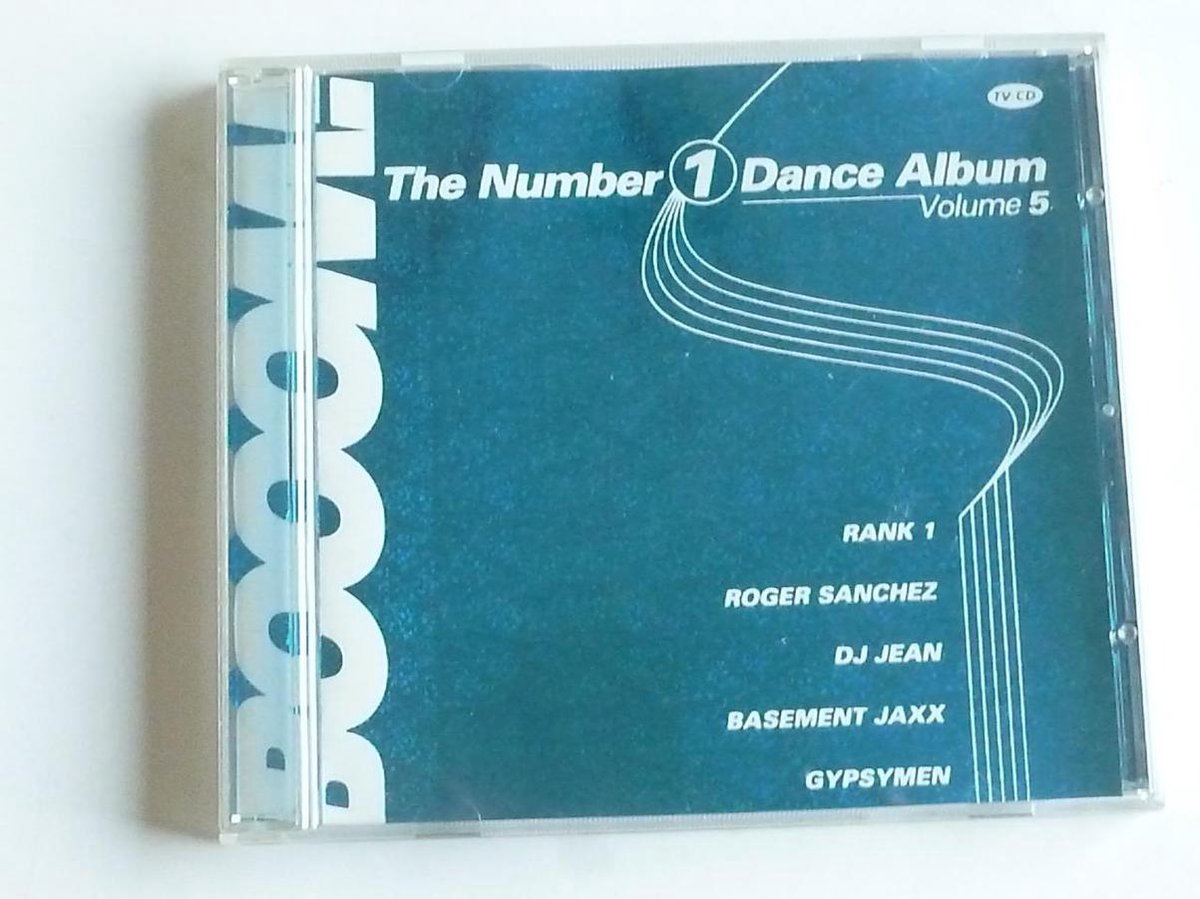 TV CD
The Number 1 Dance Album
Volume 5
RANK 1
ROGER SANCHEZ
DJ JEAN
BASEMENT JAXX
GYPSYMEN